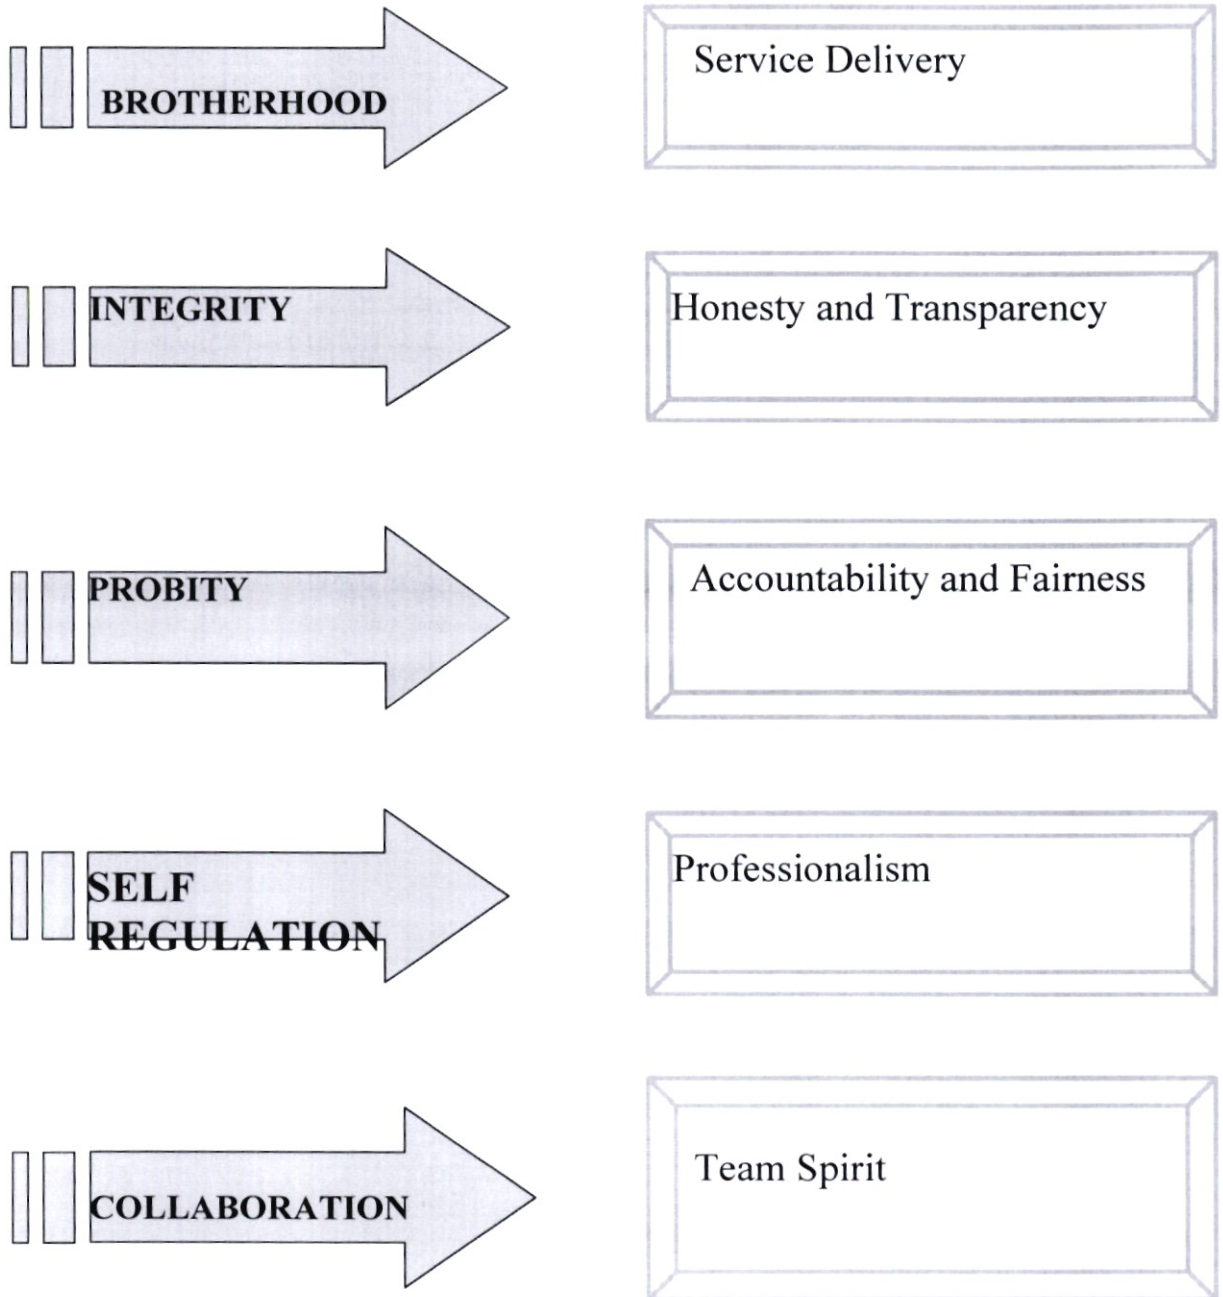 BROTHERHOOD
Service Delivery
INTEGRITY
Honesty and Transparency
PROBITY
Accountability and Fairness
SELF
REGULATION
Professionalism
COLLABORATION
Team Spirit